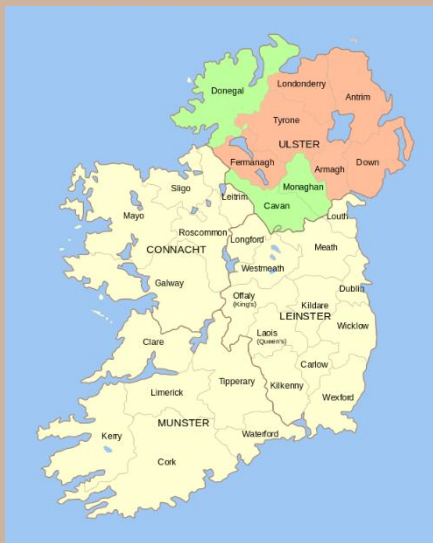 Donegal
Londonderry
Antrim
Tyrone
ULSTER
Fermanagh
Armagh
Down
Monaghan
Cavan
Sligo
Leitrim
Louth
Mayo
Roscommon
Longford
Meath
CONNACHT
Westmeath
Galway
Dublin
Offaly
(King's)
Kildare
LEINSTER
Wicklow
Laois
(Queen's)
Clare
Carlow
Tipperary
Kilkenny
Limerick
Wexford
MUNSTER
Waterford
Kerry
Cork